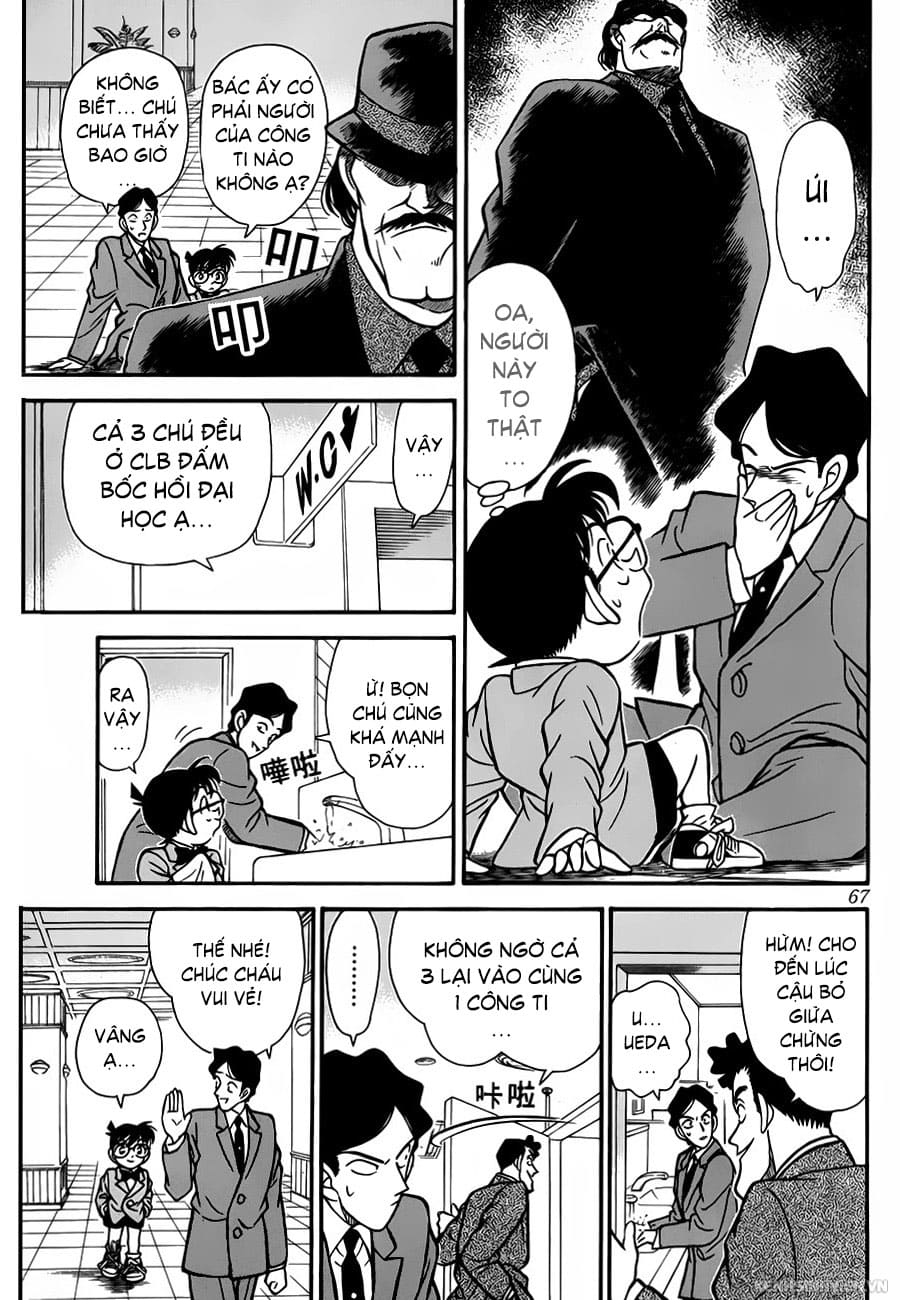 ÚI
...
OA,
NGƯỜI
NÀY
TO
THẬT
...
BÁC ẤY CÓ
PHẢI NGƯỜI
CỦA CÔNG
TI NÀO
KHÔNG Ạ?
KHÔNG
BIẾT... CHÚ
CHƯA THẤY
BAO GIỜ
...
叩
叩
VẬY
...
CẢ 3 CHÚ ĐỀU
Ở CLB ĐẤM
BỐC HỒI ĐẠI
HỌC Ạ...
W.C
Ừ! BỌN
CHÚ CŨNG
KHÁ MẠNH
ĐẤY...
嘩啦
RA
VẬY
...
67
HỪM! CHO
ĐẾN LÚC
CẬU BỎ
GIỮA
CHỪNG
THÔI!
U...
UEDA
...
KHÔNG NGỜ CẢ
3 LẠI VÀO CÙNG
1 CÔNG TI
...
.........
咔啦
THẾ NHÉ!
CHÚC CHÁU
VUI VẺ!
VÂNG
Ạ...